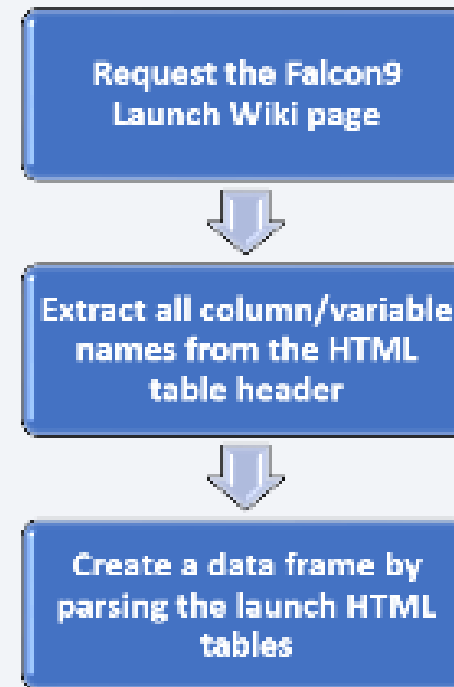 Request the Falcon9
Launch Wiki page
Extract all column/variable
names from the HTML
table header
Create a data frame by
parsing the launch HTML
tables